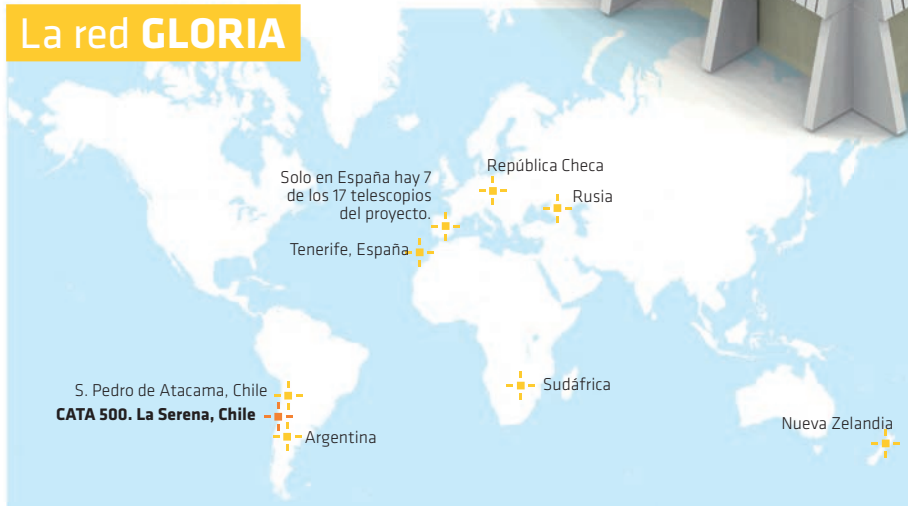 La red GLORIA
República Checa
Solo en España hay 7
de los 17 telescopios
del proyecto.
Rusia
Tenerife, España
S. Pedro de Atacama, Chile
CATA 500. La Serena, Chile
Argentina
Sudáfrica
Nueva Zelandia